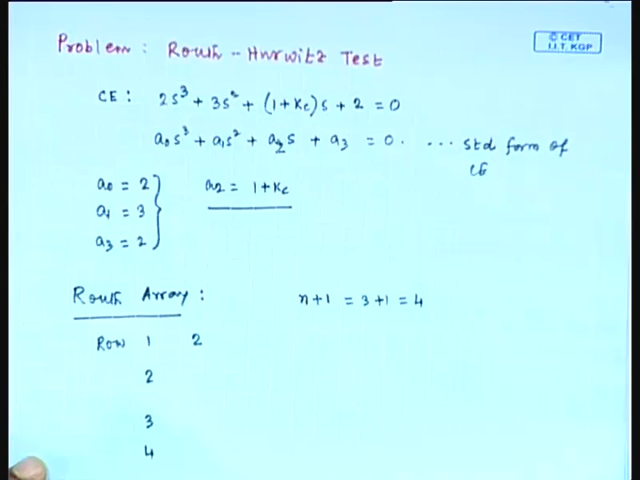 © CET
I.I.T. KGP
Problem : Routh - Hurwitz Test
CE : 2s³ + 3s² + (1+Kc)s + 2 = 0
a₀s³ + a₁s² + a₂s + a₃ = 0. ... Std form of
CE
a₀ = 2
a₁ = 3
a₃ = 2
a₂ = 1+Kc
Routh Array :
n+1 = 3+1 = 4
Row 1 2
2
3
4